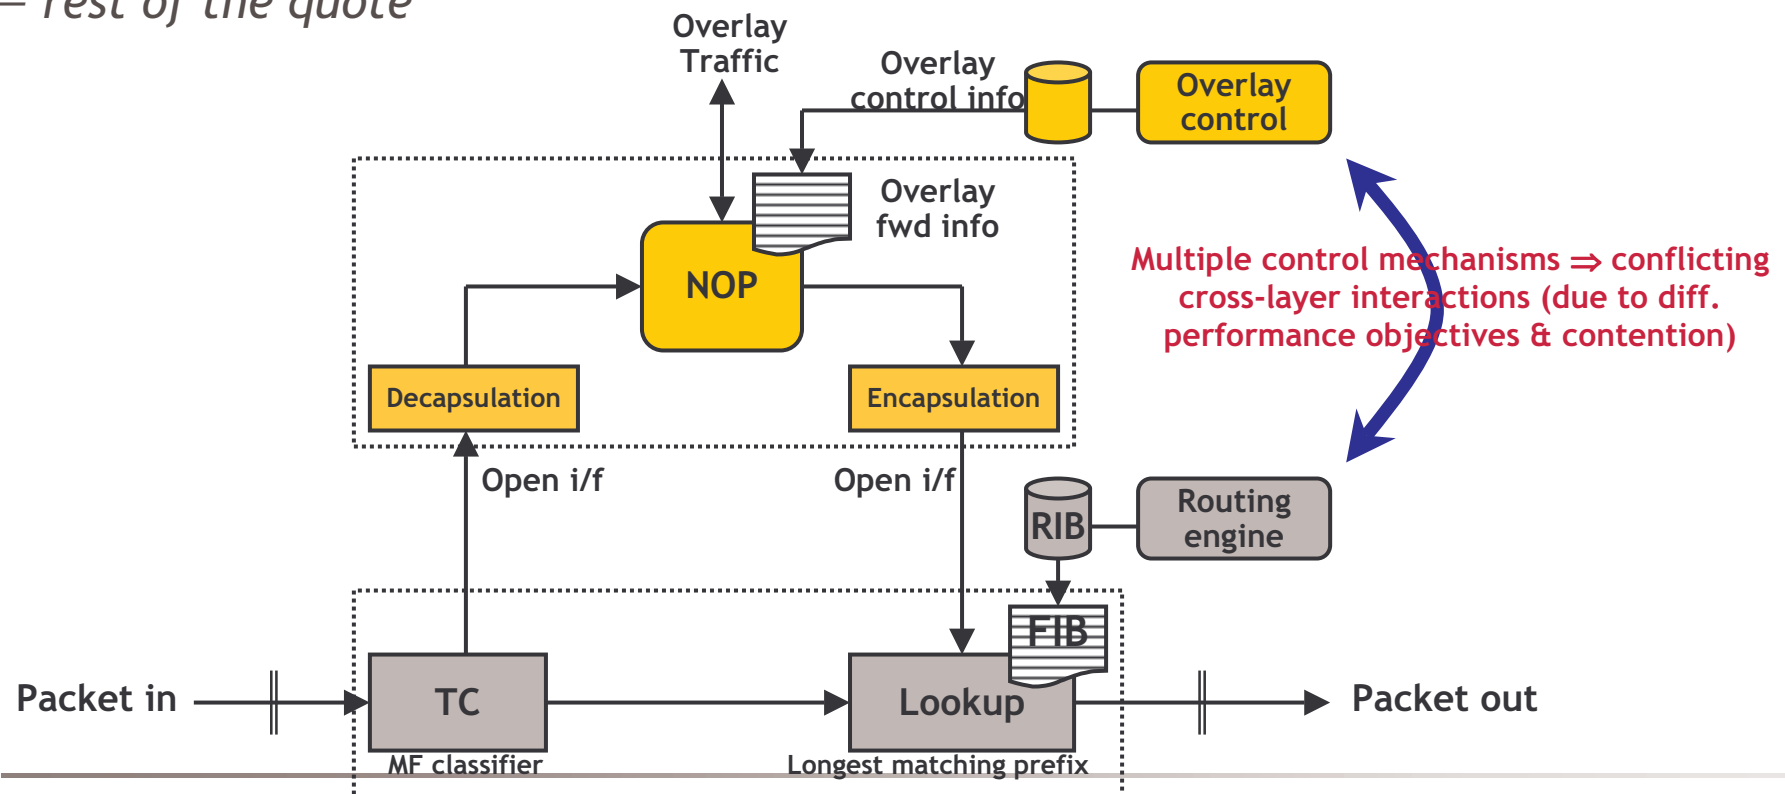 – rest of the quote
Overlay
Traffic
Overlay
control info
Overlay
control
Overlay
fwd info
NOP
Multiple control mechanisms ⇒ conflicting
cross-layer interactions (due to diff.
performance objectives & contention)
Decapsulation
Encapsulation
Open i/f
Open i/f
RIB
Routing
engine
FIB
Packet in
TC
Lookup
Packet out
MF classifier
Longest matching prefix